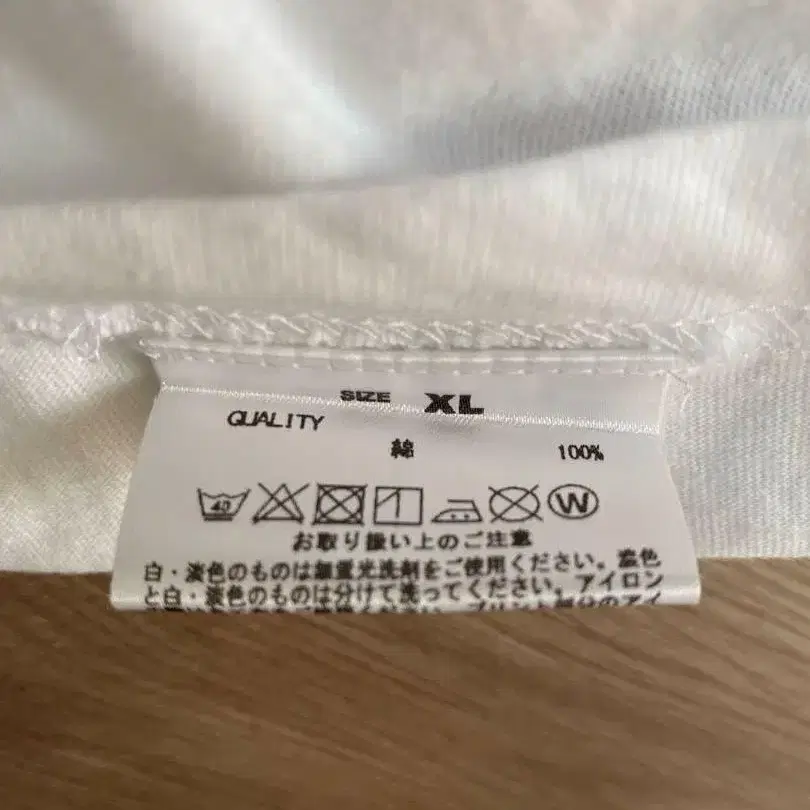 SIZE XL
QUALITY
綿 100%
40 W
お取り扱い上のご注意
白・淡色のものは無蛍光洗剤をご使用ください。濃色
と白・淡色のものは分けて洗ってください。アイロン